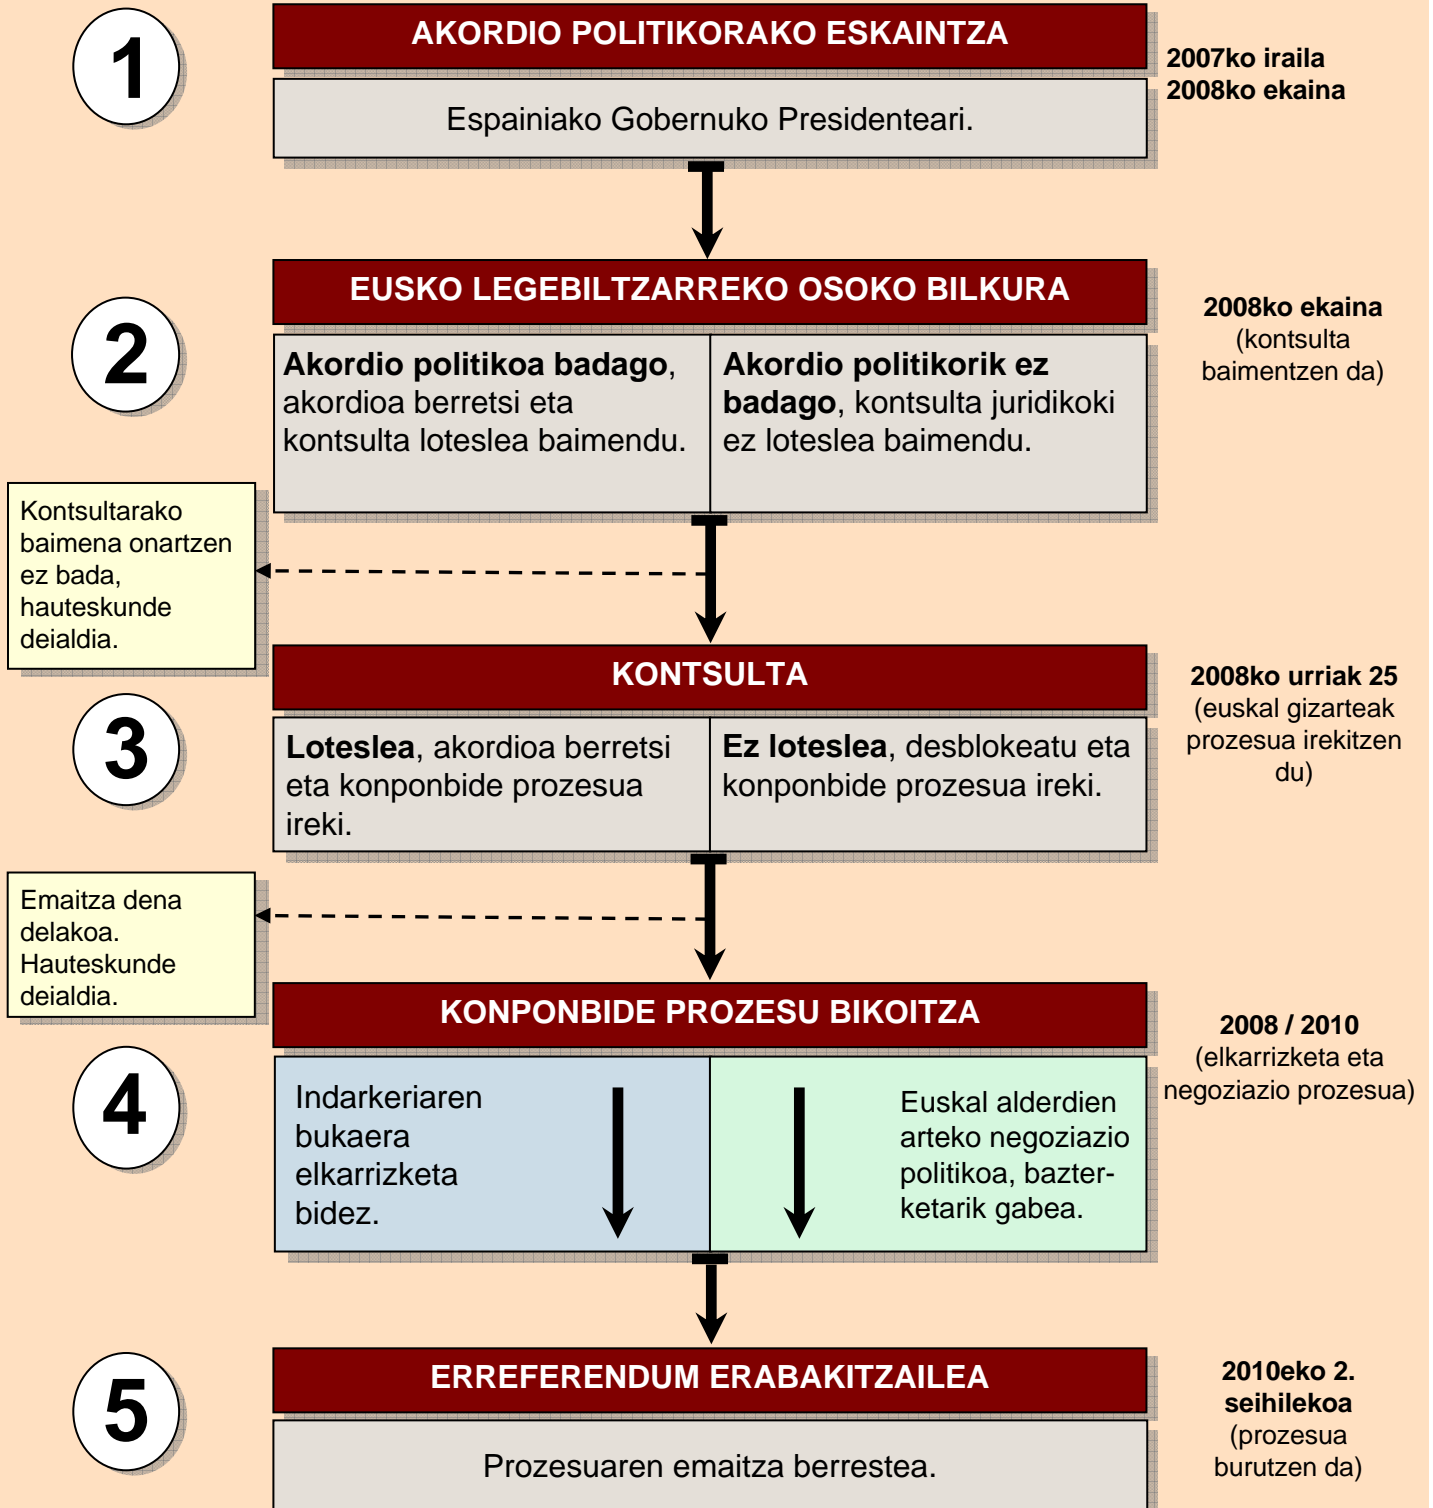 1
AKORDIO POLITIKORAKO ESKAINTZA
Espainiako Gobernuko Presidenteari.
2007ko iraila
2008ko ekaina
2
EUSKO LEGEBILTZARREKO OSOKO BILKURA
Akordio politikoa badago,
akordioa berretsi eta
kontsulta loteslea baimendu.
Akordio politikorik ez
badago, kontsulta juridikoki
ez loteslea baimendu.
2008ko ekaina
(kontsulta
baimentzen da)
Kontsultarako
baimena onartzen
ez bada,
hauteskunde
deialdia.
3
KONTSULTA
Loteslea, akordioa berretsi
eta konponbide prozesua
ireki.
Ez loteslea, desblokeatu eta
konponbide prozesua ireki.
2008ko urriak 25
(euskal gizarteak
prozesua irekitzen
du)
Emaitza dena
delakoa.
Hauteskunde
deialdia.
4
KONPONBIDE PROZESU BIKOITZA
Indarkeriaren
bukaera
elkarrizketa
bidez.
Euskal alderdien
arteko negoziazio
politikoa, bazter-
ketarik gabea.
2008 / 2010
(elkarrizketa eta
negoziazio prozesua)
5
ERREFERENDUM ERABAKITZAILEA
Prozesuaren emaitza berrestea.
2010eko 2.
seihilekoa
(prozesua
burutzen da)